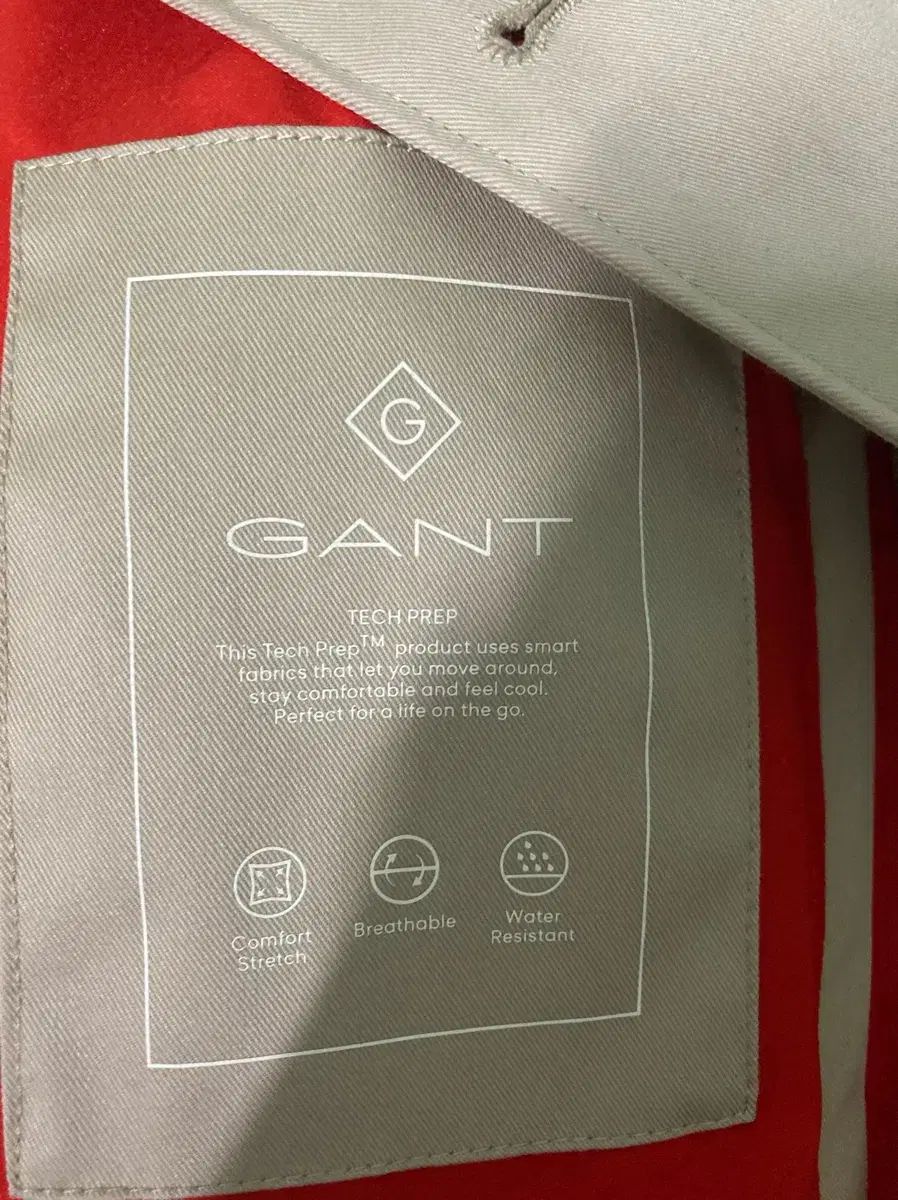 G
GANT
TECH PREP
This Tech Prep™ product uses smart
fabrics that let you move around,
stay comfortable and feel cool.
Perfect for a life on the go.
Comfort
Stretch
Breathable
Water
Resistant